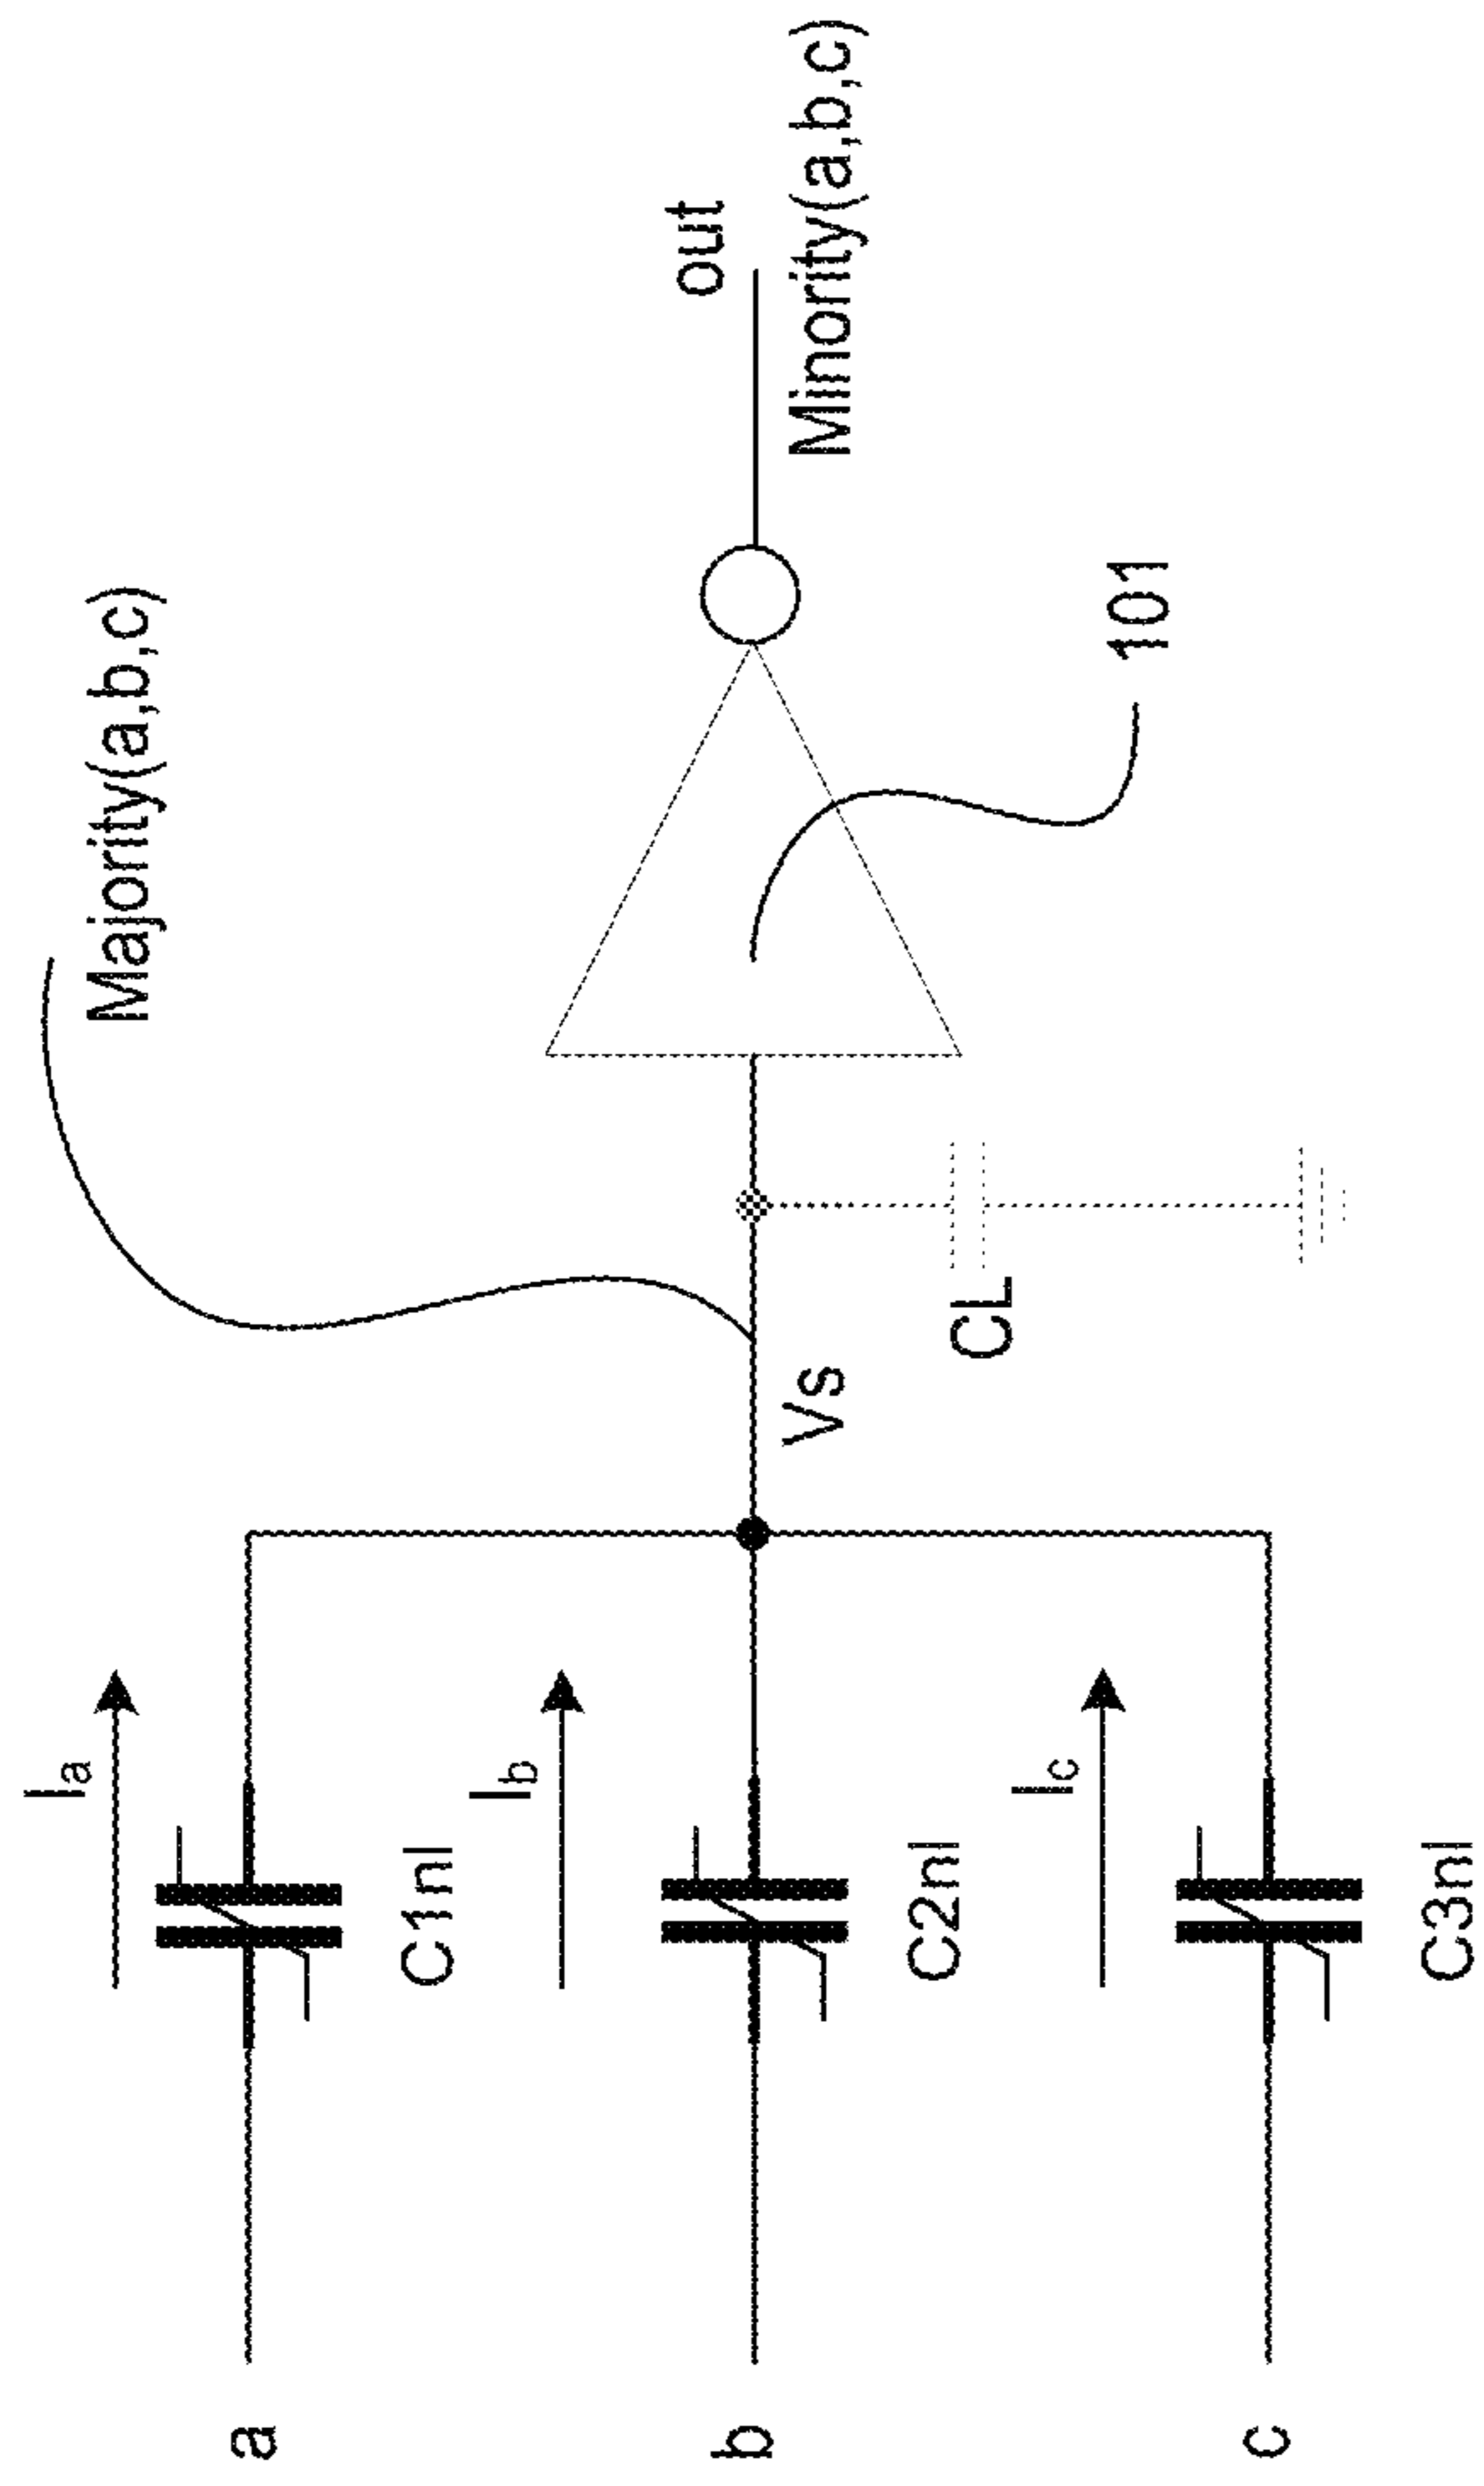 Majority(a,b,c)
Ia
a
C1nl
Ib
out
b
Vs
Minority(a,b,c)
C2nl
CL
Ic
101
c
C3nl